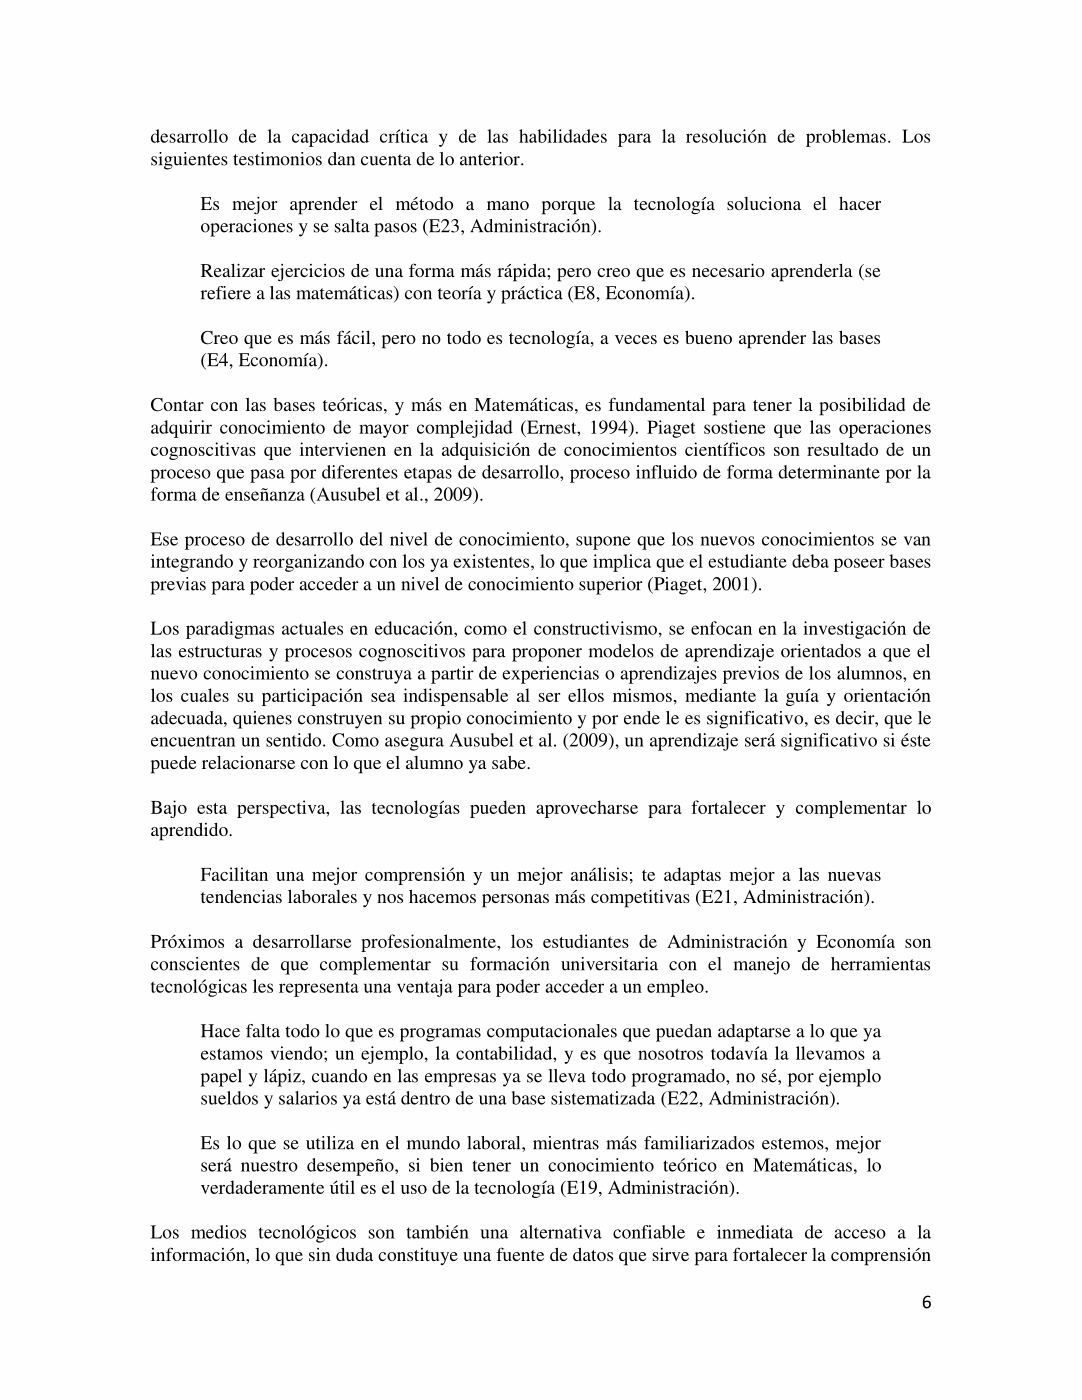 desarrollo de la capacidad crítica y de las habilidades para la resolución de problemas. Los
siguientes testimonios dan cuenta de lo anterior.
Es mejor aprender el método a mano porque la tecnología soluciona el hacer
operaciones y se salta pasos (E23, Administración).
Realizar ejercicios de una forma más rápida; pero creo que es necesario aprenderla (se
refiere a las matemáticas) con teoría y práctica (E8, Economía).
Creo que es más fácil, pero no todo es tecnología, a veces es bueno aprender las bases
(E4, Economía).
Contar con las bases teóricas, y más en Matemáticas, es fundamental para tener la posibilidad de
adquirir conocimiento de mayor complejidad (Ernest, 1994). Piaget sostiene que las operaciones
cognoscitivas que intervienen en la adquisición de conocimientos científicos son resultado de un
proceso que pasa por diferentes etapas de desarrollo, proceso influido de forma determinante por la
forma de enseñanza (Ausubel et al., 2009).
Ese proceso de desarrollo del nivel de conocimiento, supone que los nuevos conocimientos se van
integrando y reorganizando con los ya existentes, lo que implica que el estudiante deba poseer bases
previas para poder acceder a un nivel de conocimiento superior (Piaget, 2001).
Los paradigmas actuales en educación, como el constructivismo, se enfocan en la investigación de
las estructuras y procesos cognoscitivos para proponer modelos de aprendizaje orientados a que el
nuevo conocimiento se construya a partir de experiencias o aprendizajes previos de los alumnos, en
los cuales su participación sea indispensable al ser ellos mismos, mediante la guía y orientación
adecuada, quienes construyen su propio conocimiento y por ende le es significativo, es decir, que le
encuentran un sentido. Como asegura Ausubel et al. (2009), un aprendizaje será significativo si éste
puede relacionarse con lo que el alumno ya sabe.
Bajo esta perspectiva, las tecnologías pueden aprovecharse para fortalecer y complementar lo
aprendido.
Facilitan una mejor comprensión y un mejor análisis; te adaptas mejor a las nuevas
tendencias laborales y nos hacemos personas más competitivas (E21, Administración).
Próximos a desarrollarse profesionalmente, los estudiantes de Administración y Economía son
conscientes de que complementar su formación universitaria con el manejo de herramientas
tecnológicas les representa una ventaja para poder acceder a un empleo.
Hace falta todo lo que es programas computacionales que puedan adaptarse a lo que ya
estamos viendo; un ejemplo, la contabilidad, y es que nosotros todavía la llevamos a
papel y lápiz, cuando en las empresas ya se lleva todo programado, no sé, por ejemplo
sueldos y salarios ya está dentro de una base sistematizada (E22, Administración).
Es lo que se utiliza en el mundo laboral, mientras más familiarizados estemos, mejor
será nuestro desempeño, si bien tener un conocimiento teórico en Matemáticas, lo
verdaderamente útil es el uso de la tecnología (E19, Administración).
Los medios tecnológicos son también una alternativa confiable e inmediata de acceso a la
información, lo que sin duda constituye una fuente de datos que sirve para fortalecer la comprensión
6